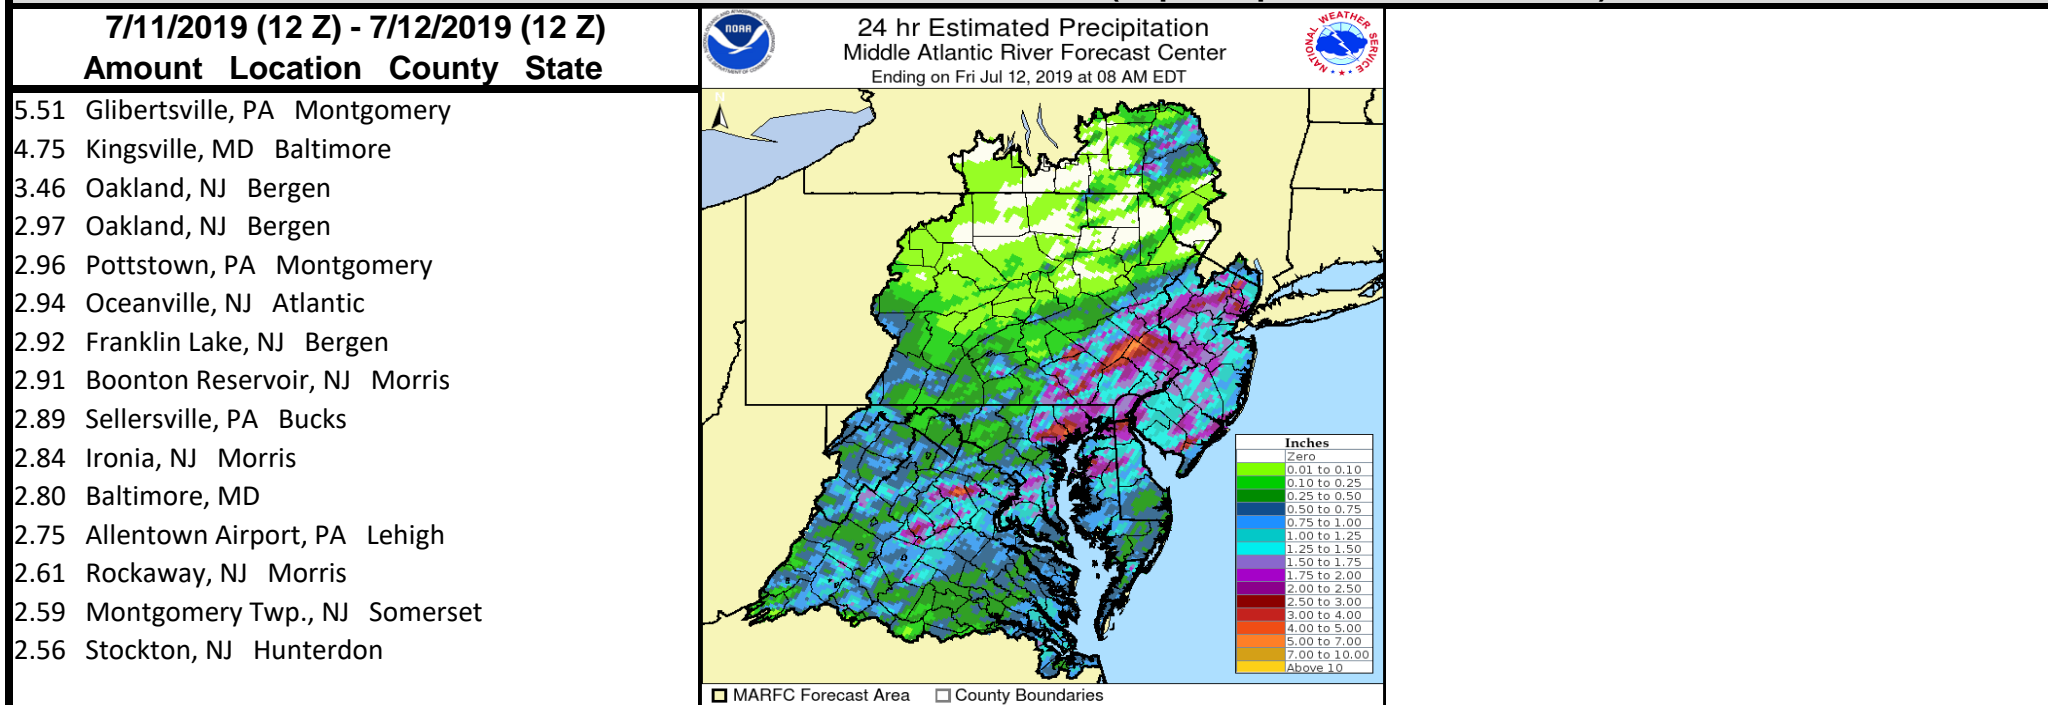 7/11/2019 (12 Z) - 7/12/2019 (12 Z)
Amount Location County State
5.51 Glibertsville, PA Montgomery
4.75 Kingsville, MD Baltimore
3.46 Oakland, NJ Bergen
2.97 Oakland, NJ Bergen
2.96 Pottstown, PA Montgomery
2.94 Oceanville, NJ Atlantic
2.92 Franklin Lake, NJ Bergen
2.91 Boonton Reservoir, NJ Morris
2.89 Sellersville, PA Bucks
2.84 Ironia, NJ Morris
2.80 Baltimore, MD
2.75 Allentown Airport, PA Lehigh
2.61 Rockaway, NJ Morris
2.59 Montgomery Twp., NJ Somerset
2.56 Stockton, NJ Hunterdon
NOAA
24 hr Estimated Precipitation
Middle Atlantic River Forecast Center
Ending on Fri Jul 12, 2019 at 08 AM EDT
NATIONAL WEATHER SERVICE
N
Inches
Zero
0.01 to 0.10
0.10 to 0.25
0.25 to 0.50
0.50 to 0.75
0.75 to 1.00
1.00 to 1.25
1.25 to 1.50
1.50 to 1.75
1.75 to 2.00
2.00 to 2.50
2.50 to 3.00
3.00 to 4.00
4.00 to 5.00
5.00 to 7.00
7.00 to 10.00
Above 10
MARFC Forecast Area
County Boundaries